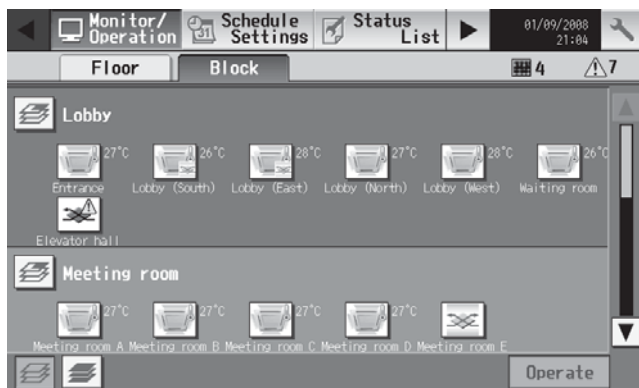 Monitor/
Operation
31
Schedule
Settings
Status
List
01/09/2008
21:04
Floor
Block
4
7
Lobby
27°C
26°C
28°C
27°C
28°C
26°C
Entrance
Lobby (South)
Lobby (East)
Lobby (North)
Lobby (West)
Waiting room
Elevator hall
Meeting room
27°C
27°C
27°C
27°C
Meeting room A
Meeting room B
Meeting room C
Meeting room D
Meeting room E
Operate